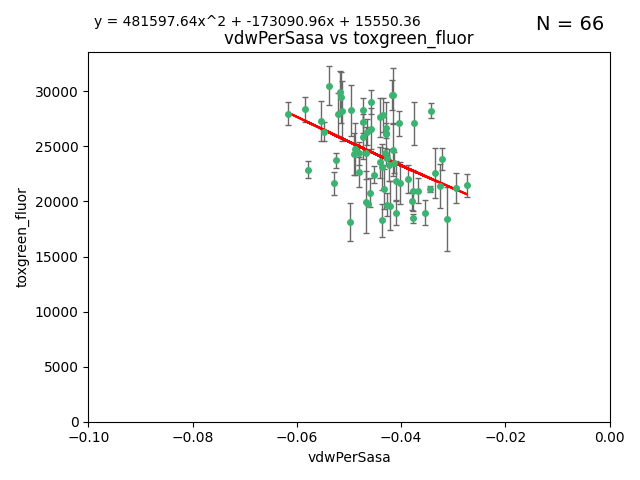 y = 481597.64x^2 + -173090.96x + 15550.36
N = 66
vdwPerSasa vs toxgreen_fluor
toxgreen_fluor
30000
25000
20000
15000
10000
5000
0
−0.10 −0.08 −0.06 −0.04 −0.02 0.00
vdwPerSasa